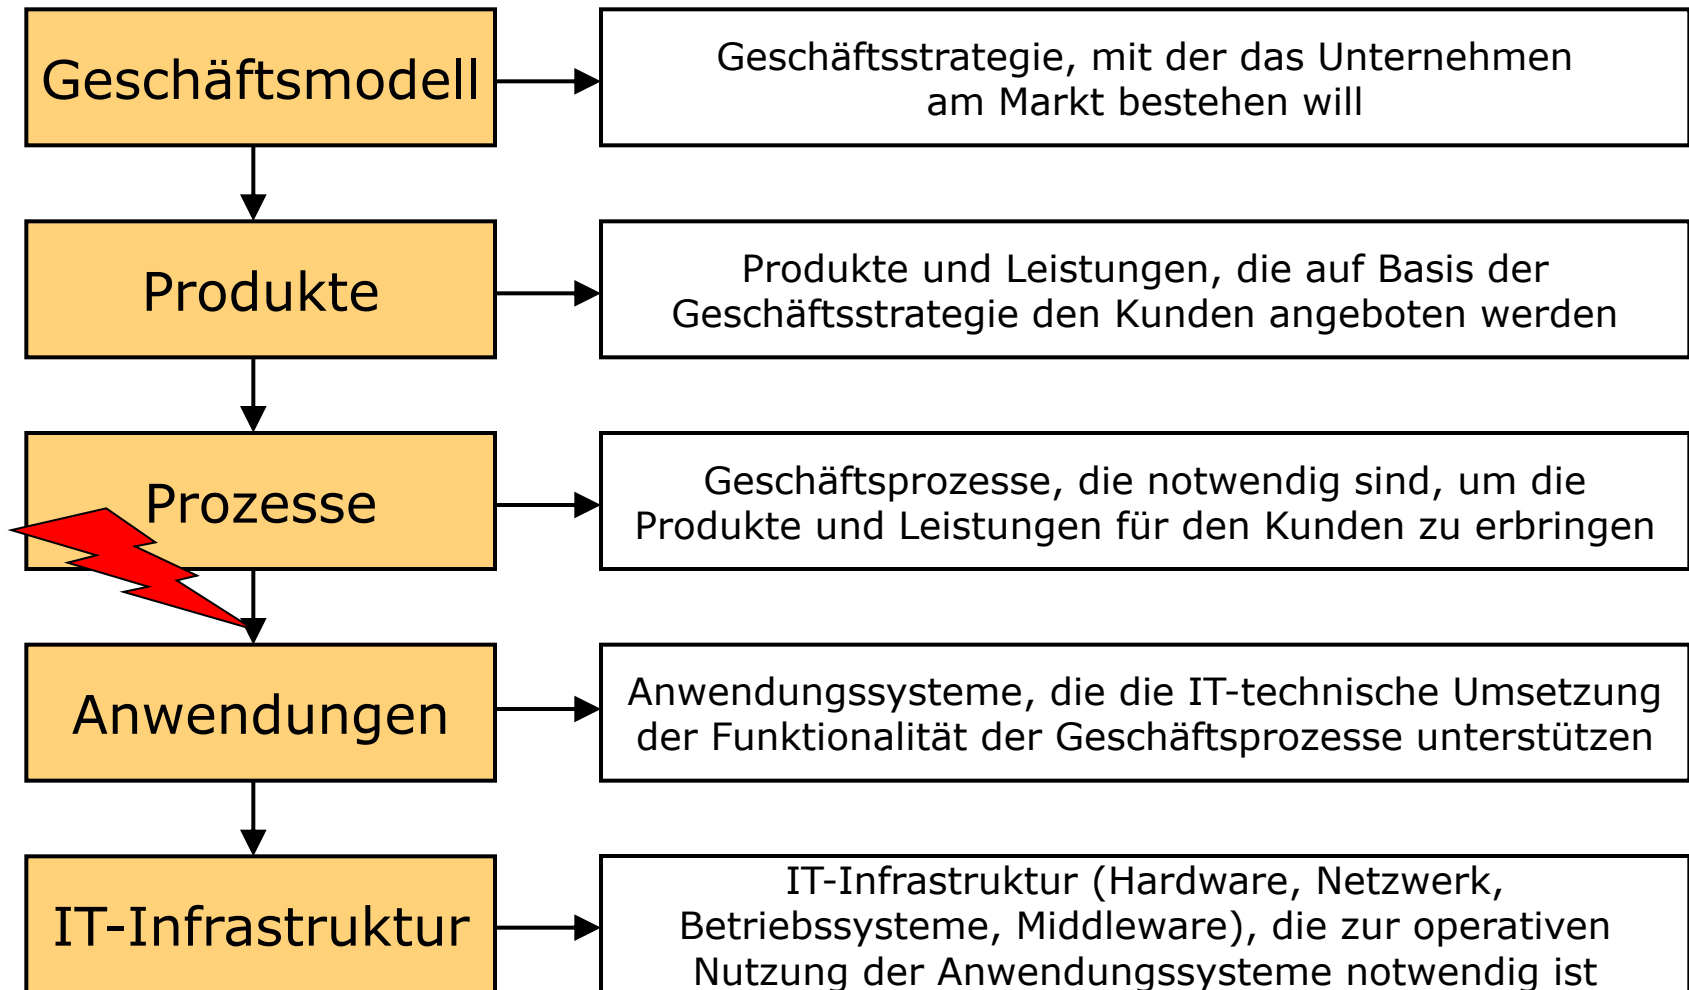 Geschäftsmodell
Geschäftsstrategie, mit der das Unternehmen
am Markt bestehen will
Produkte
Produkte und Leistungen, die auf Basis der
Geschäftsstrategie den Kunden angeboten werden
Prozesse
Geschäftsprozesse, die notwendig sind, um die
Produkte und Leistungen für den Kunden zu erbringen
Anwendungen
Anwendungssysteme, die die IT-technische Umsetzung
der Funktionalität der Geschäftsprozesse unterstützen
IT-Infrastruktur
IT-Infrastruktur (Hardware, Netzwerk,
Betriebssysteme, Middleware), die zur operativen
Nutzung der Anwendungssysteme notwendig ist